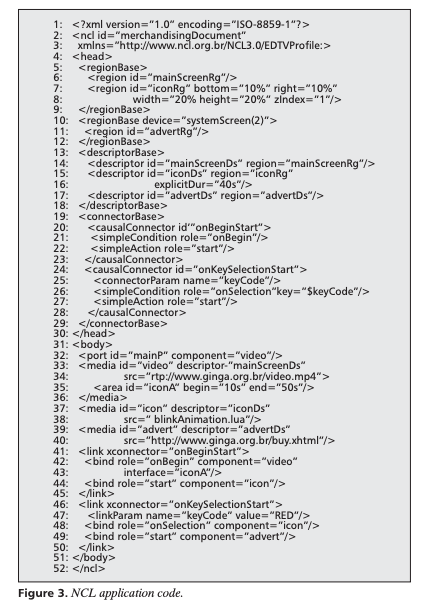 1: <?xml version="1.0" encoding="ISO-8859-1"?>
2: <ncl id="merchandisingDocument"
3: xmlns="http://www.ncl.org.br/NCL3.0/EDTVProfile:>
4: <head>
5: <regionBase>
6: <region id="mainScreenRg"/>
7: <region id="iconRg" bottom="10%" right="10%"
8: width="20% height="20% zIndex="1"/>
9: </regionBase>
10: <regionBase device="systemScreen(2)">
11: <region id="advertRg"/>
12: </regionBase>
13: <descriptorBase>
14: <descriptor id="mainScreenDs" region="mainScreenRg"/>
15: <descriptor id="iconDs" region="iconRg"
16: explicitDur="40s"/>
17: <descriptor id="advertDs" region="advertDs"/>
18: </descriptorBase>
19: <connectorBase>
20: <causalConnector id'"onBeginStart">
21: <simpleCondition role="onBegin"/>
22: <simpleAction role="start"/>
23: </causalConnector>
24: <causalConnector id="onKeySelectionStart">
25: <connectorParam name="keyCode"/>
26: <simpleCondition role="onSelection"key="$keyCode"/>
27: <simpleAction role="start"/>
28: </causalConnector>
29: </connectorBase>
30: </head>
31: <body>
32: <port id="mainP" component="video"/>
33: <media id="video" descriptor-"mainScreenDs"
34: src="rtp://www.ginga.org.br/video.mp4">
35: <area id="iconA" begin="10s" end="50s"/>
36: </media>
37: <media id="icon" descriptor="iconDs"
38: src=" blinkAnimation.lua"/>
39: <media id="advert" descriptor="advertDs"
40: src="http://www.ginga.org.br/buy.xhtml"/>
41: <link xconnector="onBeginStart">
42: <bind role="onBegin" component="video"
43: interface="iconA"/>
44: <bind role="start" component="icon"/>
45: </link>
46: <link xconnector="onKeySelectionStart">
47: <linkParam name="keyCode" value="RED"/>
48: <bind role="onSelection" component="icon"/>
49: <bind role="start" component="advert"/>
50: </link>
51: </body>
52: </ncl>
Figure 3. NCL application code.